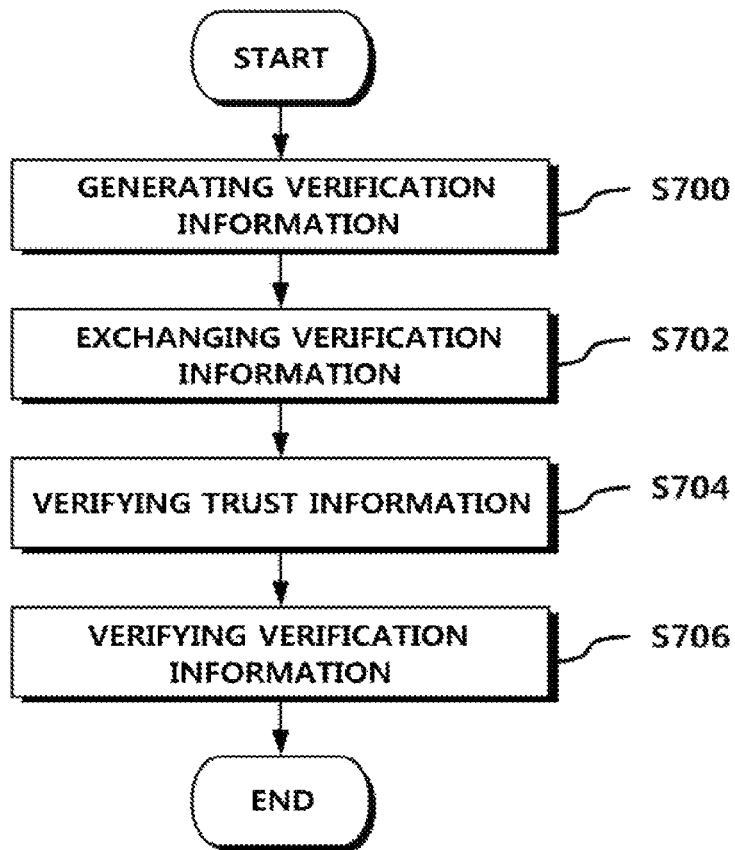 START
GENERATING VERIFICATION
INFORMATION
S700
EXCHANGING VERIFICATION
INFORMATION
S702
VERIFYING TRUST INFORMATION
S704
VERIFYING VERIFICATION
INFORMATION
S706
END